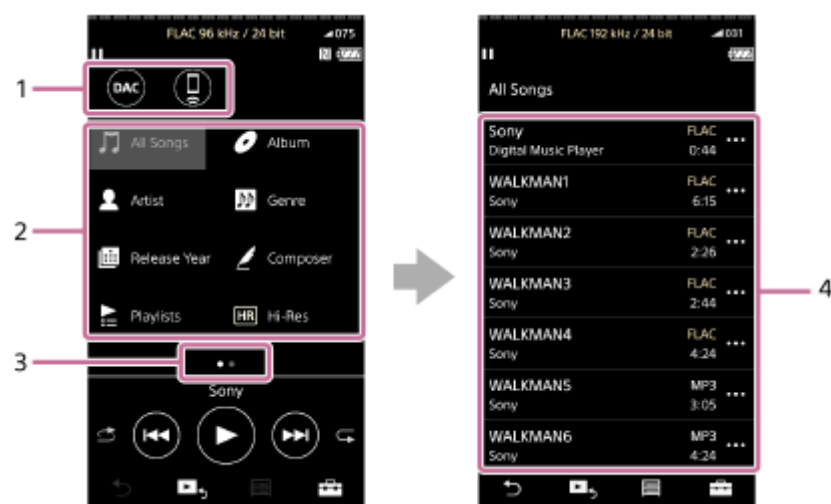 FLAC 96 kHz / 24 bit 075
N
1
DAC
2
All Songs Album
Artist Genre
Release Year Composer
Playlists HR Hi-Res
3
Sony
FLAC 192 kHz / 24 bit 031
All Songs
Sony FLAC
Digital Music Player 0:44
WALKMAN1 FLAC
Sony 6:15
WALKMAN2 FLAC
Sony 2:26
WALKMAN3 FLAC
Sony 2:44
WALKMAN4 FLAC
Sony 4:24
WALKMAN5 MP3
Sony 3:05
WALKMAN6 MP3
Sony 4:24
4